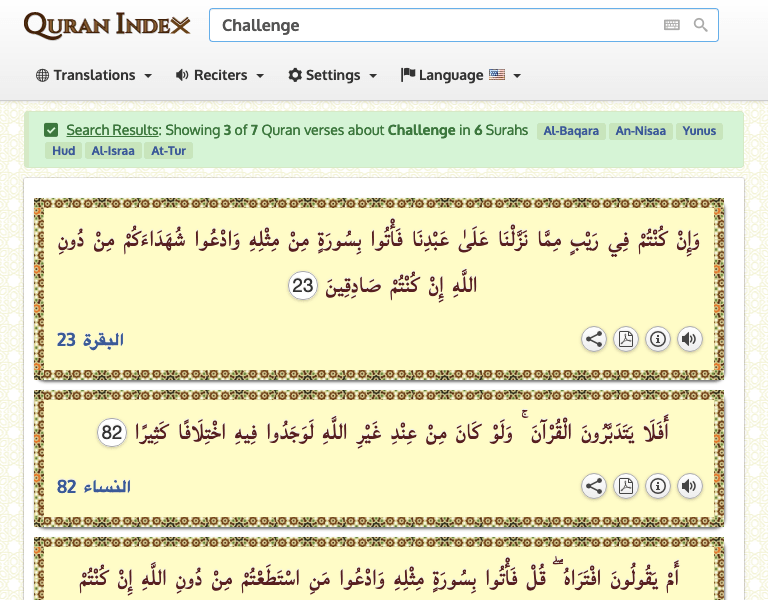 QURAN INDEX
Challenge
Translations
Reciters
Settings
Language
Search Results: Showing 3 of 7 Quran verses about Challenge in 6 Surahs Al-Baqara An-Nisaa Yunus
Hud Al-Israa At-Tur
وَإِنْ كُنْتُمْ فِي رَيْبٍ مِمَّا نَزَّلْنَا عَلَىٰ عَبْدِنَا فَأْتُوا بِسُورَةٍ مِنْ مِثْلِهِ وَادْعُوا شُهَدَاءَكُمْ مِنْ دُونِ
اللَّهِ إِنْ كُنْتُمْ صَادِقِينَ 23
البقرة 23
أَفَلَا يَتَدَبَّرُونَ الْقُرْآنَ ۚ وَلَوْ كَانَ مِنْ عِنْدِ غَيْرِ اللَّهِ لَوَجَدُوا فِيهِ اخْتِلَافًا كَثِيرًا 82
النساء 82
أَمْ يَقُولُونَ افْتَرَاهُ ۖ قُلْ فَأْتُوا بِسُورَةٍ مِثْلِهِ وَادْعُوا مَنِ اسْتَطَعْتُمْ مِنْ دُونِ اللَّهِ إِنْ كُنْتُمْ